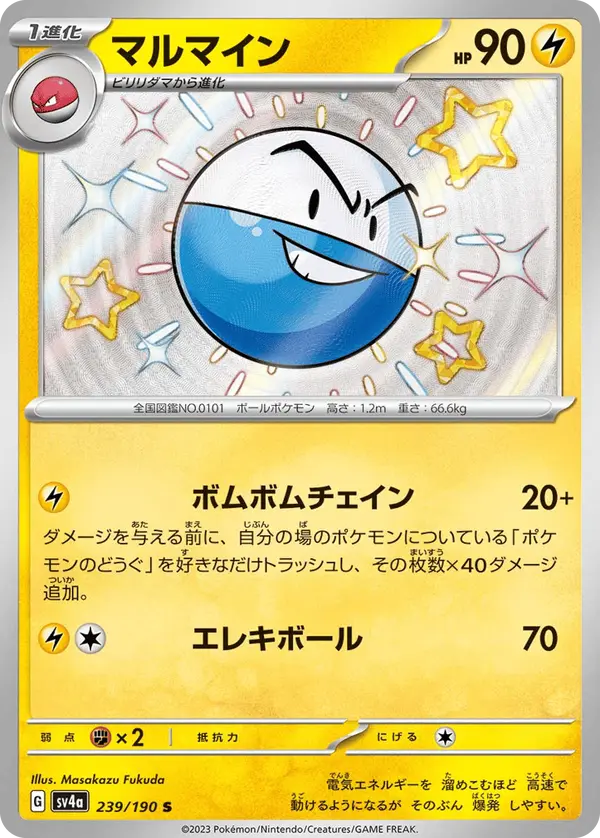 1進化
マルマイン
HP 90
ビリリダマから進化
全国図鑑NO.0101 ボールポケモン 高さ:1.2m 重さ:66.6kg
ボムボムチェイン 20+
ダメージを与える前に、自分の場のポケモンについている「ポケ
モンのどうぐ」を好きなだけトラッシュし、その枚数×40ダメージ
追加。
エレキボール 70
弱点 ×2 抵抗力 にげる
Illus. Masakazu Fukuda
G sv4a 239/190 S
電気エネルギーを 溜めこむほど 高速で
動けるようになるが そのぶん 爆発 しやすい。
©2023 Pokémon/Nintendo/Creatures/GAME FREAK.